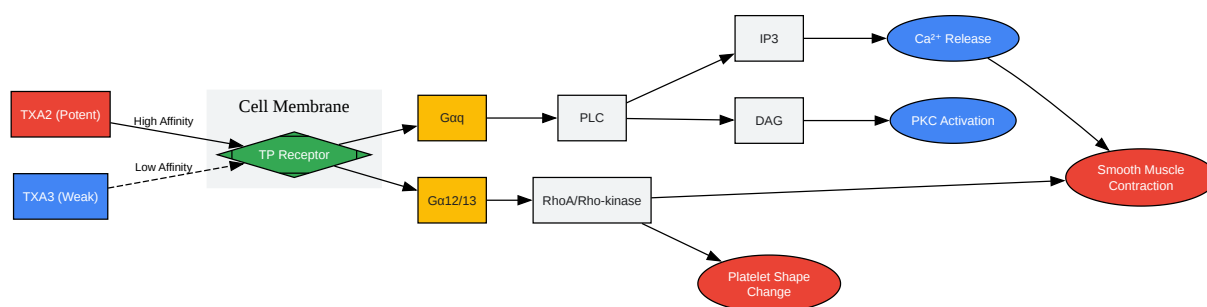 TXA2 (Potent)
TXA3 (Weak)
High Affinity
Low Affinity
Cell Membrane
TP Receptor
Gαq
Gα12/13
PLC
RhoA/Rho-kinase
IP3
DAG
Platelet Shape
Change
Ca²⁺ Release
PKC Activation
Smooth Muscle
Contraction